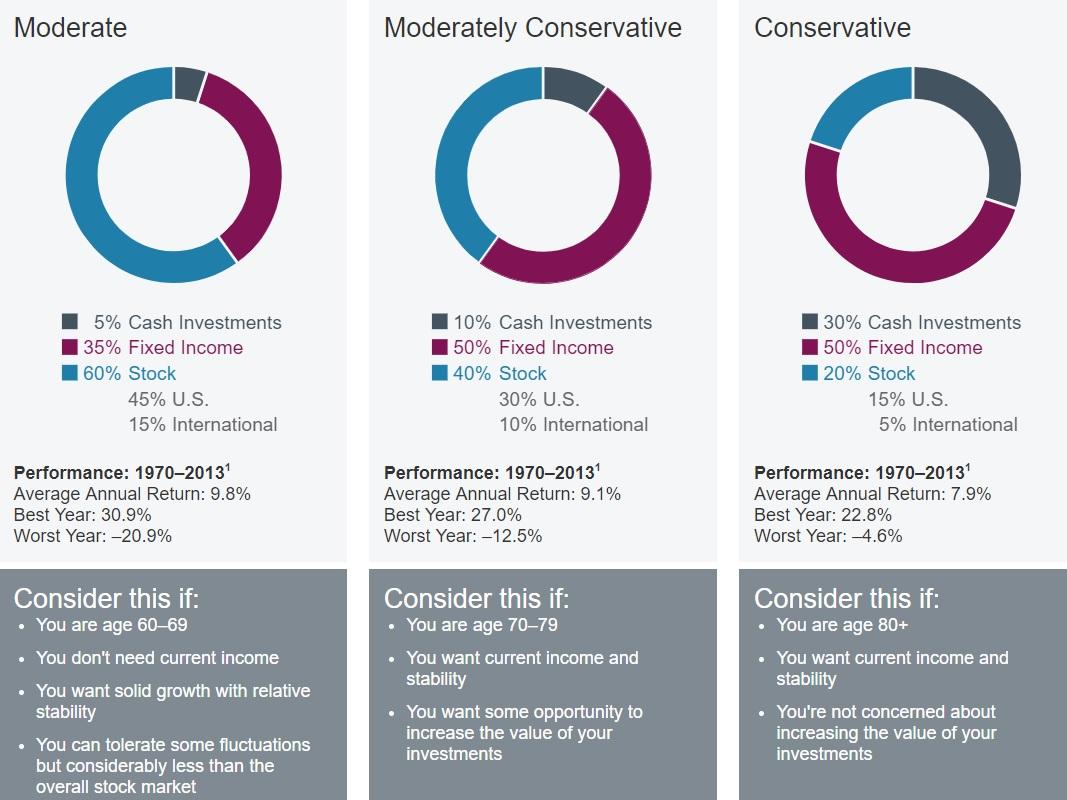 Moderate
5% Cash Investments
35% Fixed Income
60% Stock
45% U.S.
15% International
Performance: 1970–2013¹
Average Annual Return: 9.8%
Best Year: 30.9%
Worst Year: –20.9%
Consider this if:
• You are age 60–69
• You don't need current income
• You want solid growth with relative
stability
• You can tolerate some fluctuations
but considerably less than the
overall stock market
Moderately Conservative
10% Cash Investments
50% Fixed Income
40% Stock
30% U.S.
10% International
Performance: 1970–2013¹
Average Annual Return: 9.1%
Best Year: 27.0%
Worst Year: –12.5%
Consider this if:
• You are age 70–79
• You want current income and
stability
• You want some opportunity to
increase the value of your
investments
Conservative
30% Cash Investments
50% Fixed Income
20% Stock
15% U.S.
5% International
Performance: 1970–2013¹
Average Annual Return: 7.9%
Best Year: 22.8%
Worst Year: –4.6%
Consider this if:
• You are age 80+
• You want current income and
stability
• You're not concerned about
increasing the value of your
investments